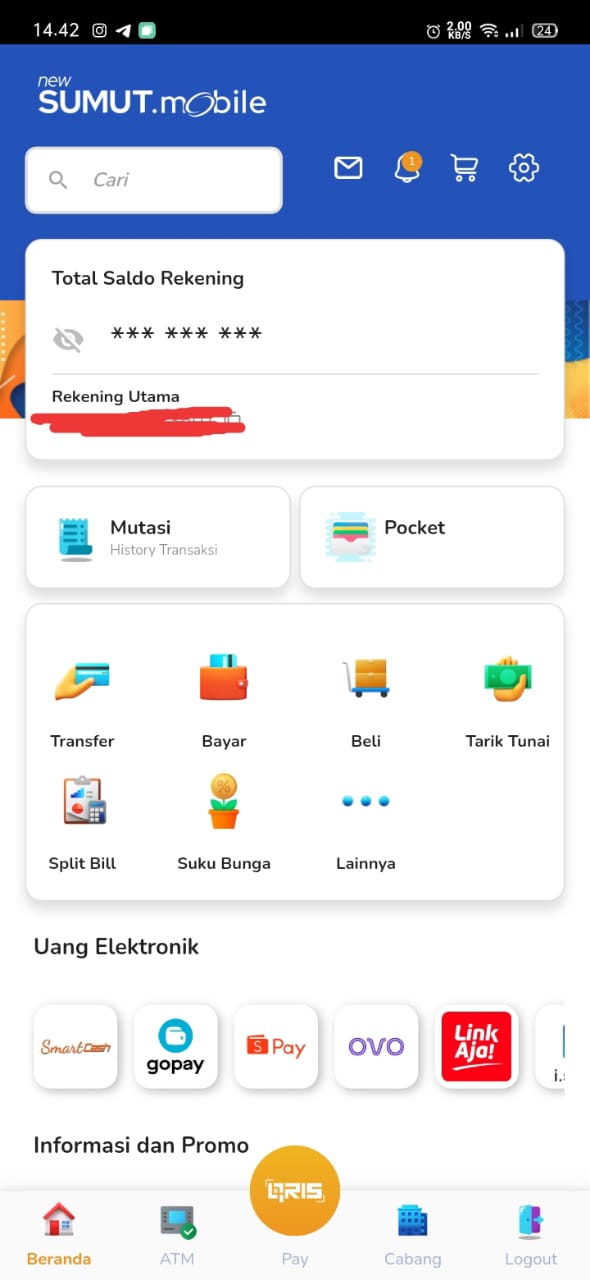 14.42
2.00
KB/S
24
new
SUMUT.mobile
Cari
1
Total Saldo Rekening
*** *** ***
Rekening Utama
Mutasi
History Transaksi
Pocket
Transfer
Bayar
Beli
Tarik Tunai
%
Split Bill
Suku Bunga
Lainnya
Uang Elektronik
SmartCash
gopay
S Pay
OVO
Link
Aja!
i.s
Informasi dan Promo
QRIS
Beranda
ATM
Pay
Cabang
Logout